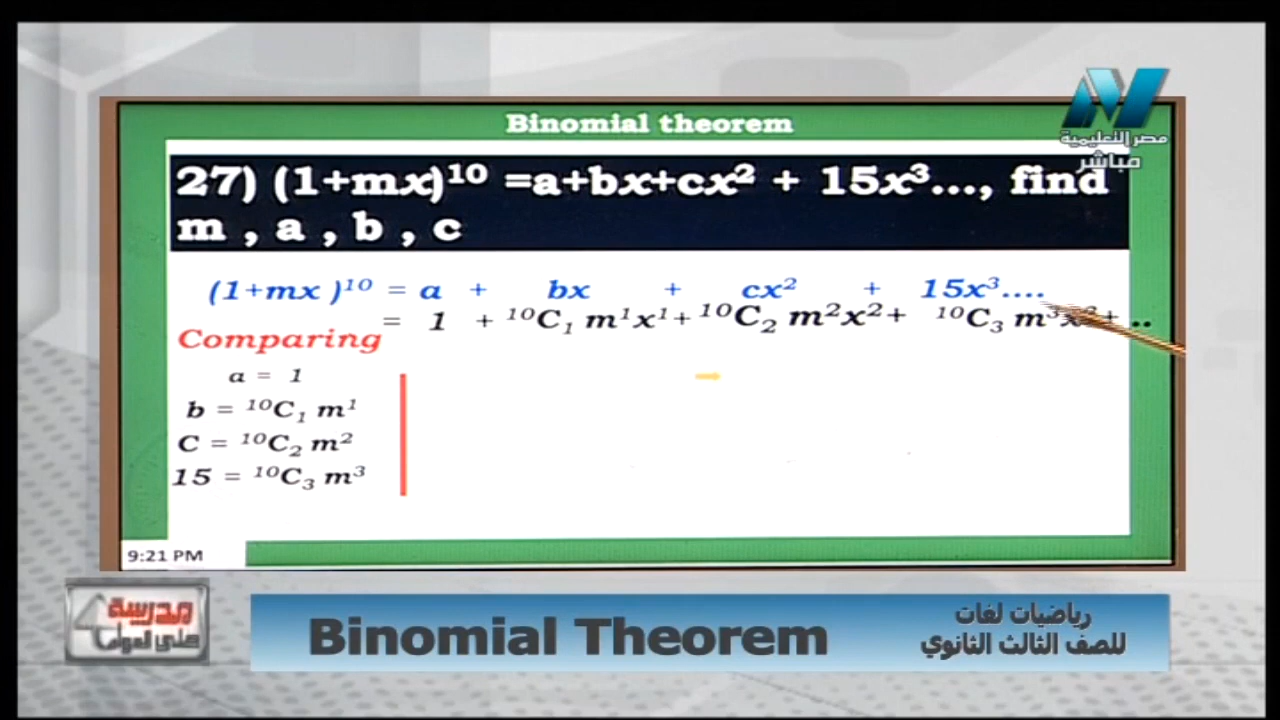 مصر التعليمية
مباشر
Binomial theorem
27) (1+mx)¹⁰ =a+bx+cx² + 15x³..., find
m , a , b , c
(1+mx )¹⁰ = a + bx + cx² + 15x³....
= 1 + ¹⁰C₁ m¹x¹+ ¹⁰C₂ m²x²+ ¹⁰C₃ m³x³+ ..
Comparing
a = 1
b = ¹⁰C₁ m¹
C = ¹⁰C₂ m²
15 = ¹⁰C₃ m³
9:21 PM
مدرسة
على الهواء
Binomial Theorem
رياضيات لغات
للصف الثالث الثانوي